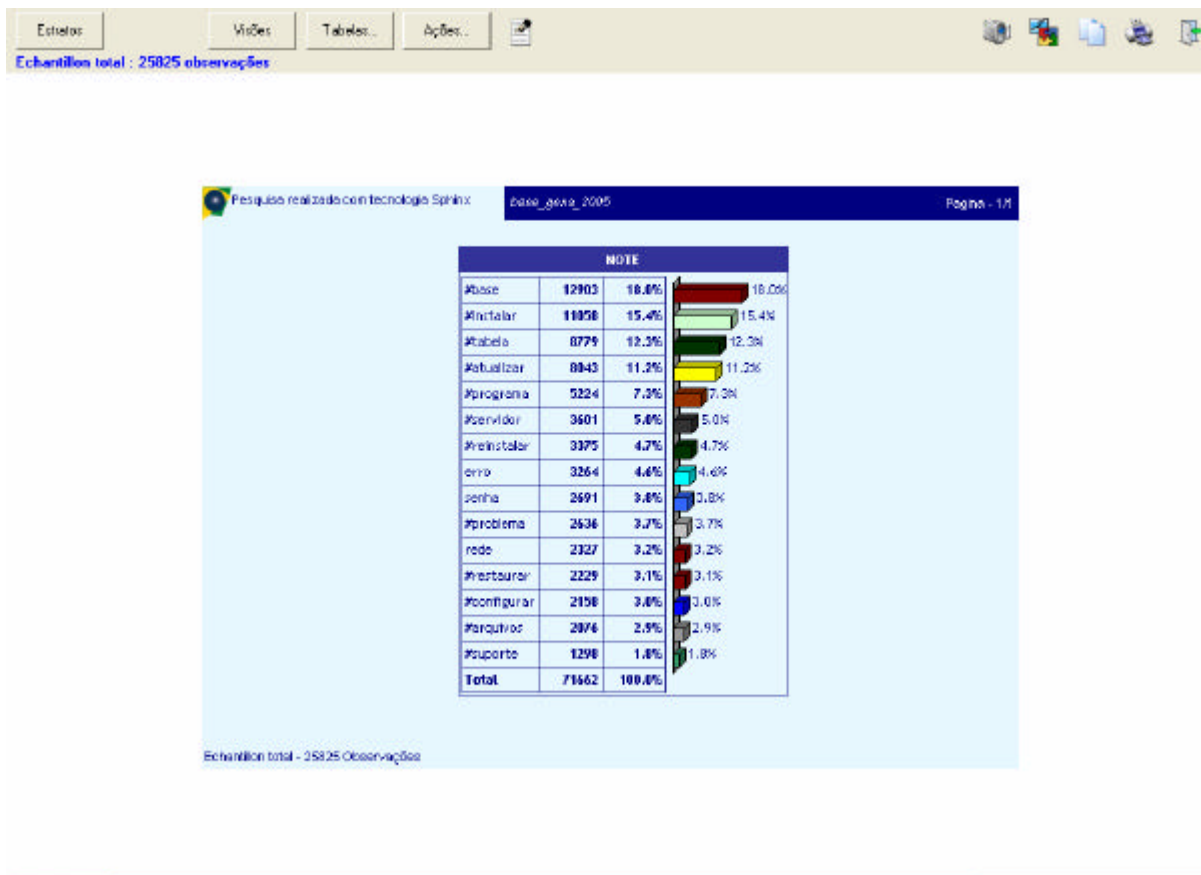 Estratos Visões Tabelas... Ações...
Echantillon total : 25825 observações
Pesquisa realizada com tecnologia Sphinx base_gene_2005 Pagina - 1/1
NOTE
#base 12903 18.0% 18.0%
#instalar 11058 15.4% 15.4%
#tabela 8779 12.3% 12.3%
#atualizar 8043 11.2% 11.2%
#programa 5224 7.3% 7.3%
#servidor 3601 5.0% 5.0%
#reinstalar 3375 4.7% 4.7%
erro 3264 4.6% 4.6%
senha 2691 3.8% 3.8%
#problema 2636 3.7% 3.7%
rede 2327 3.2% 3.2%
#restaurar 2229 3.1% 3.1%
#configurar 2158 3.0% 3.0%
#arquivos 2076 2.9% 2.9%
#suporte 1298 1.8% 1.8%
Total 71662 100.0%
Echantillon total - 25825 Observações